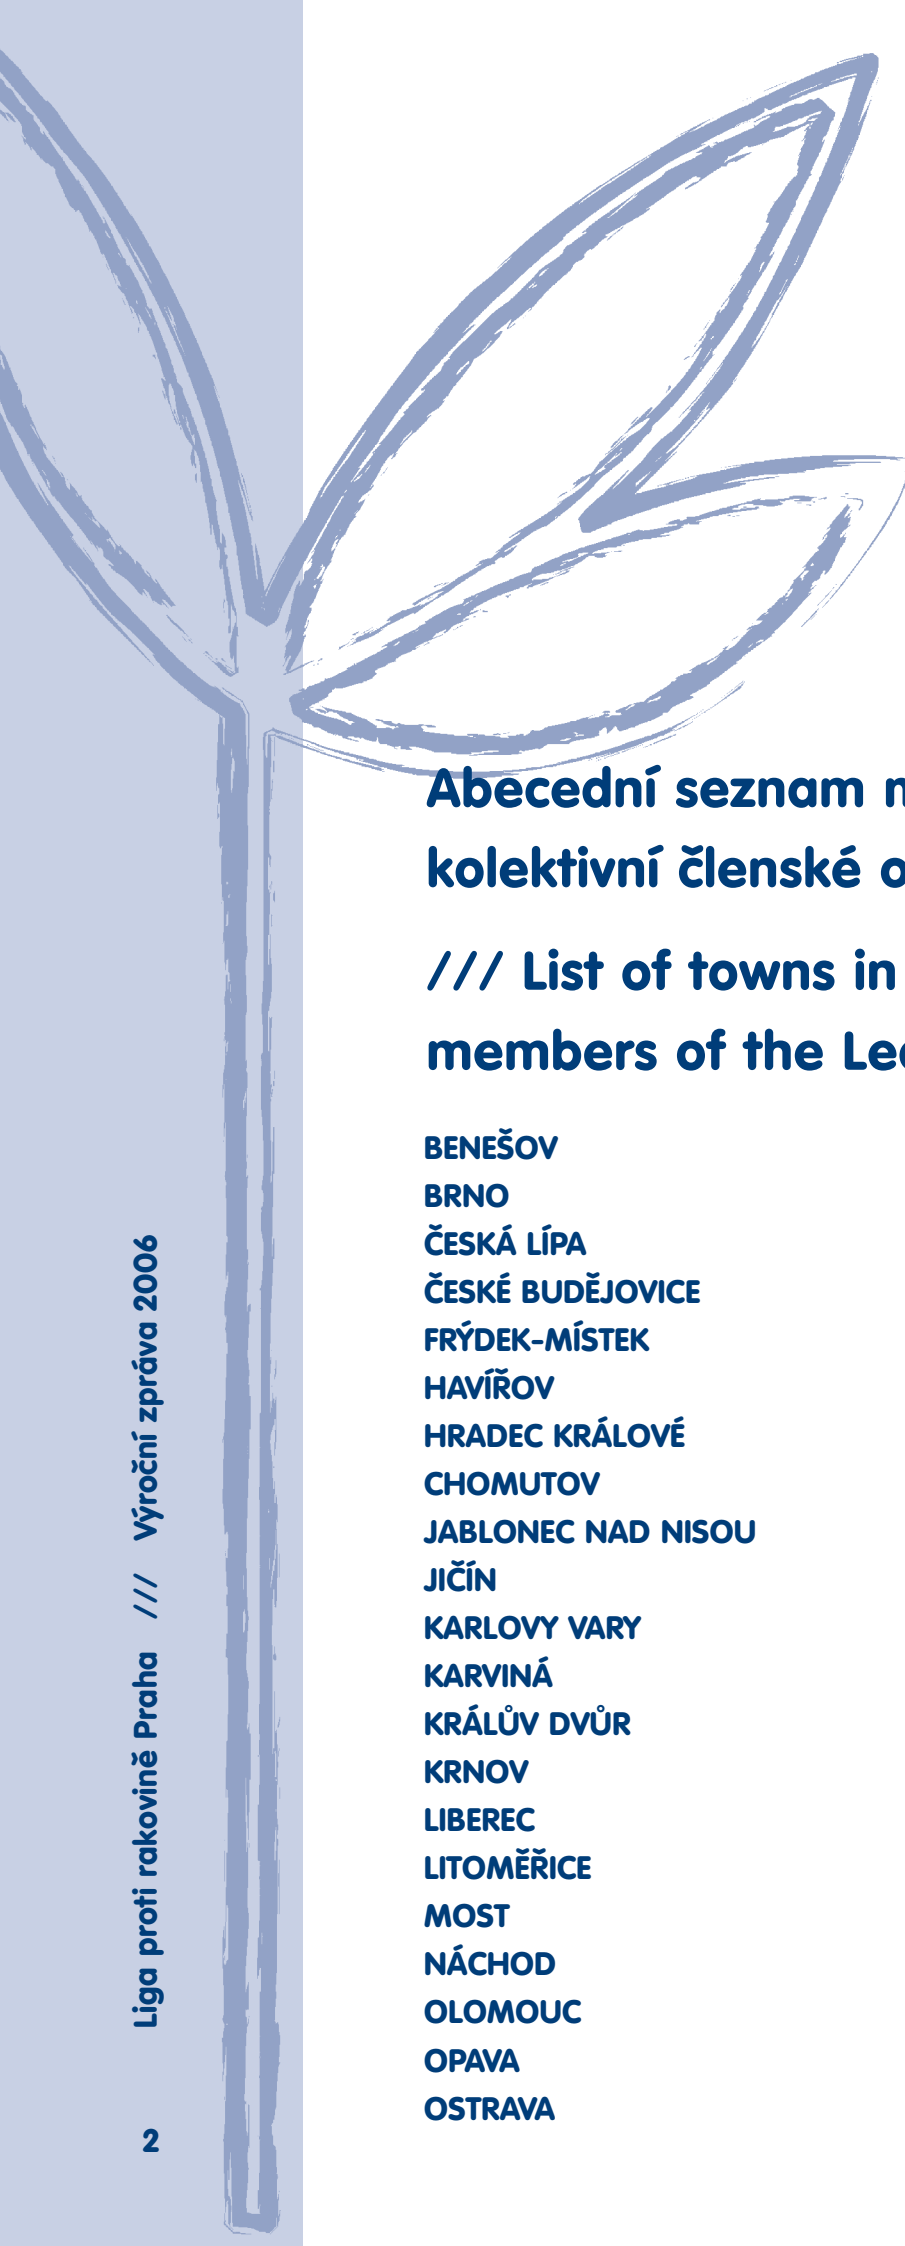 Abecední seznam
kolektivní členské
/// List of towns in
members of the
BENEŠOV
BRNO
ČESKÁ LÍPA
ČESKÉ BUDĚJOVICE
FRÝDEK-MÍSTEK
HAVÍŘOV
HRADEC KRÁLOVÉ
CHOMUTOV
JABLONEC NAD NISOU
JIČÍN
KARLOVY VARY
KARVINÁ
KRÁLŮV DVŮR
KRNOV
LIBEREC
LITOMĚŘICE
MOST
NÁCHOD
OLOMOUC
OPAVA
OSTRAVA
Liga proti rakovině Praha /// Výroční zpráva 2006
2